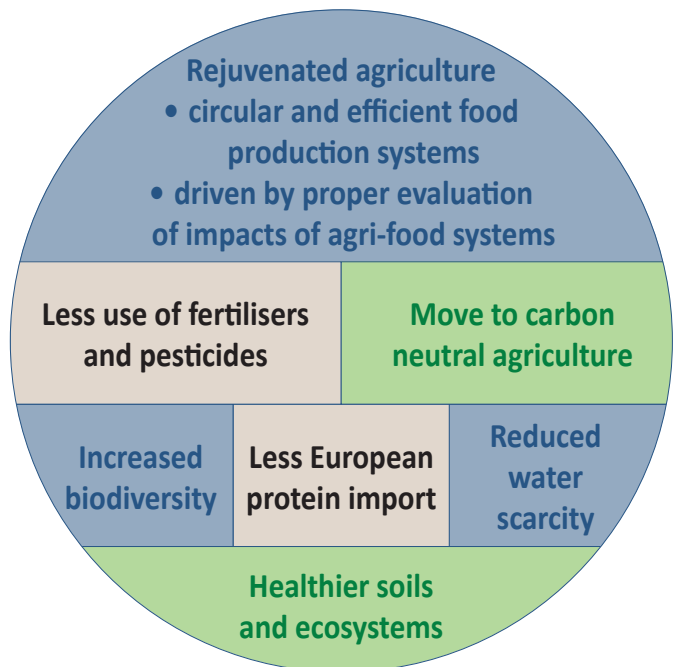 Rejuvenated agriculture
• circular and efficient food
production systems
• driven by proper evaluation
of impacts of agri-food systems
Less use of fertilisers
and pesticides
Move to carbon
neutral agriculture
Increased
biodiversity
Less European
protein import
Reduced
water
scarcity
Healthier soils
and ecosystems